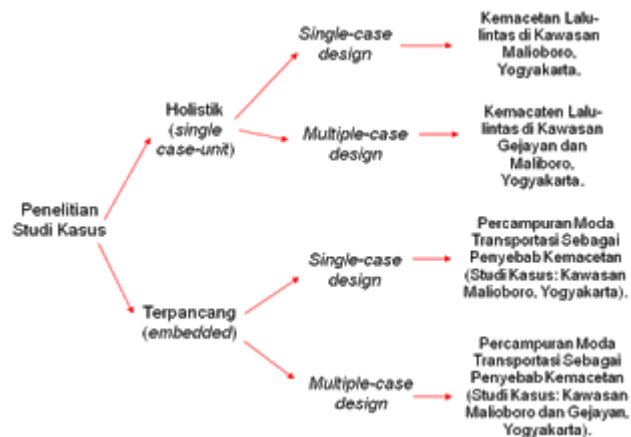 Penelitian
Studi Kasus
Holistik
(single
case-unit)
Single-case
design
Kemacetan Lalu-
lintas di Kawasan
Malioboro,
Yogyakarta.
Multiple-case
design
Kemacaten Lalu-
lintas di Kawasan
Gejayan dan
Maliboro,
Yogyakarta.
Terpancang
(embedded)
Single-case
design
Percampuran Moda
Transportasi Sebagai
Penyebab Kemacetan
(Studi Kasus: Kawasan
Malioboro, Yogyakarta).
Multiple-case
design
Percampuran Moda
Transportasi Sebagai
Penyebab Kemacetan
(Studi Kasus: Kawasan
Malioboro dan Gejayan,
Yogyakarta).